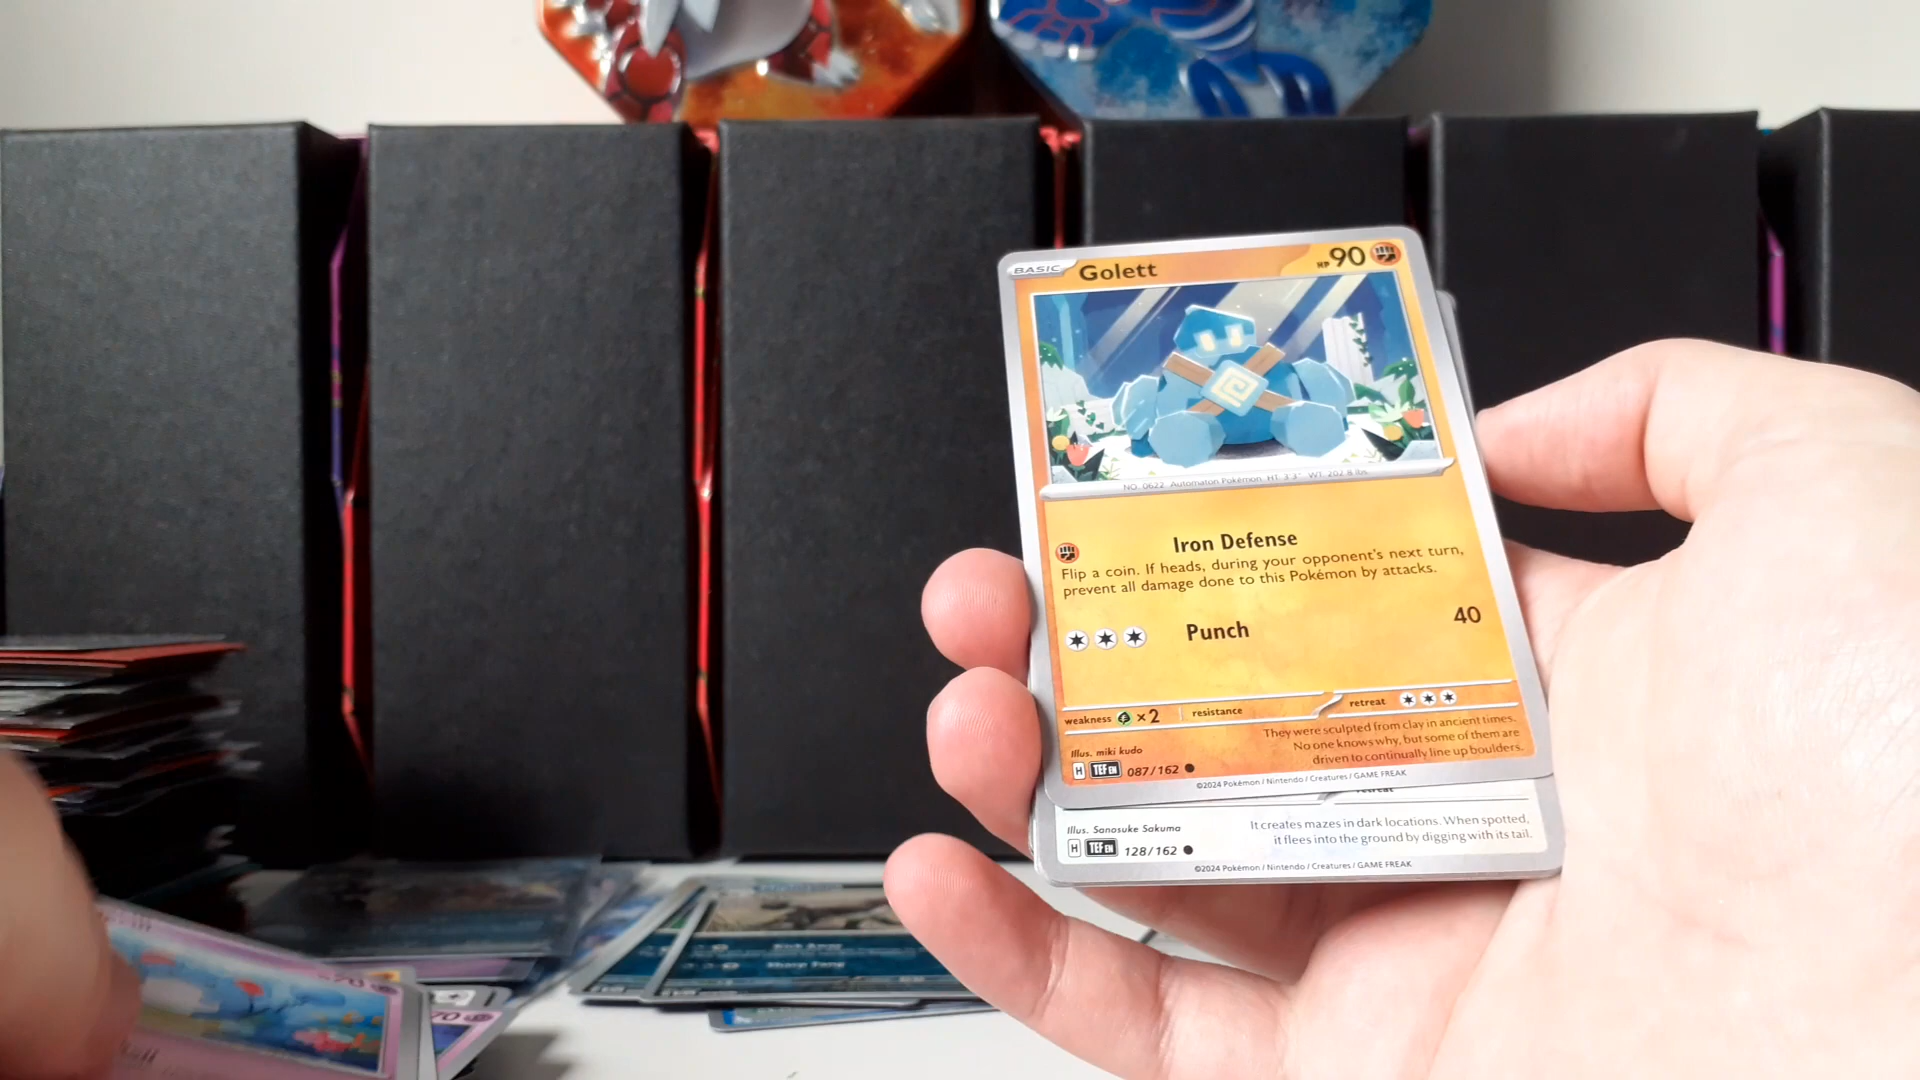 BASIC Golett HP 90
NO. 0622 Automaton Pokémon HT: 3'3" WT: 202.8 lbs.
Iron Defense
Flip a coin. If heads, during your opponent's next turn,
prevent all damage done to this Pokémon by attacks.
Punch 40
weakness ×2 resistance retreat
They were sculpted from clay in ancient times.
No one knows why, but some of them are
driven to continually line up boulders.
Illus. miki kudo
H TEF EN 087/162
©2024 Pokémon / Nintendo / Creatures / GAME FREAK
retreat
Illus. Sanosuke Sakuma
It creates mazes in dark locations. When spotted,
it flees into the ground by digging with its tail.
H TEF EN 128/162
©2024 Pokémon / Nintendo / Creatures / GAME FREAK
70
70